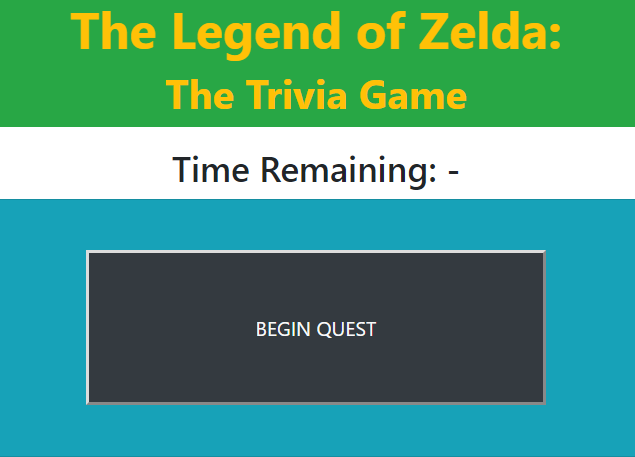 The Legend of Zelda:
The Trivia Game
Time Remaining: -
BEGIN QUEST